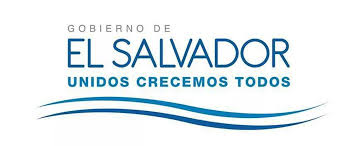 GOBIERNO DE
EL SALVADOR
UNIDOS CRECEMOS TODOS